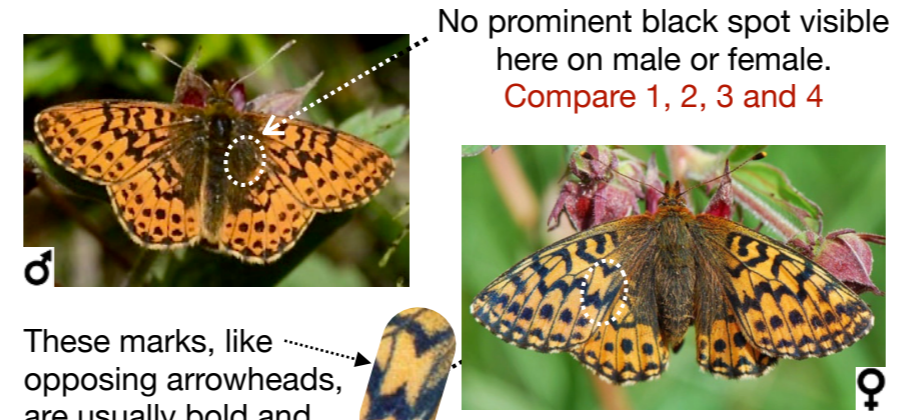 No prominent black spot visible
here on male or female.
Compare 1, 2, 3 and 4
These marks, like
opposing arrowheads,
are usually bold and